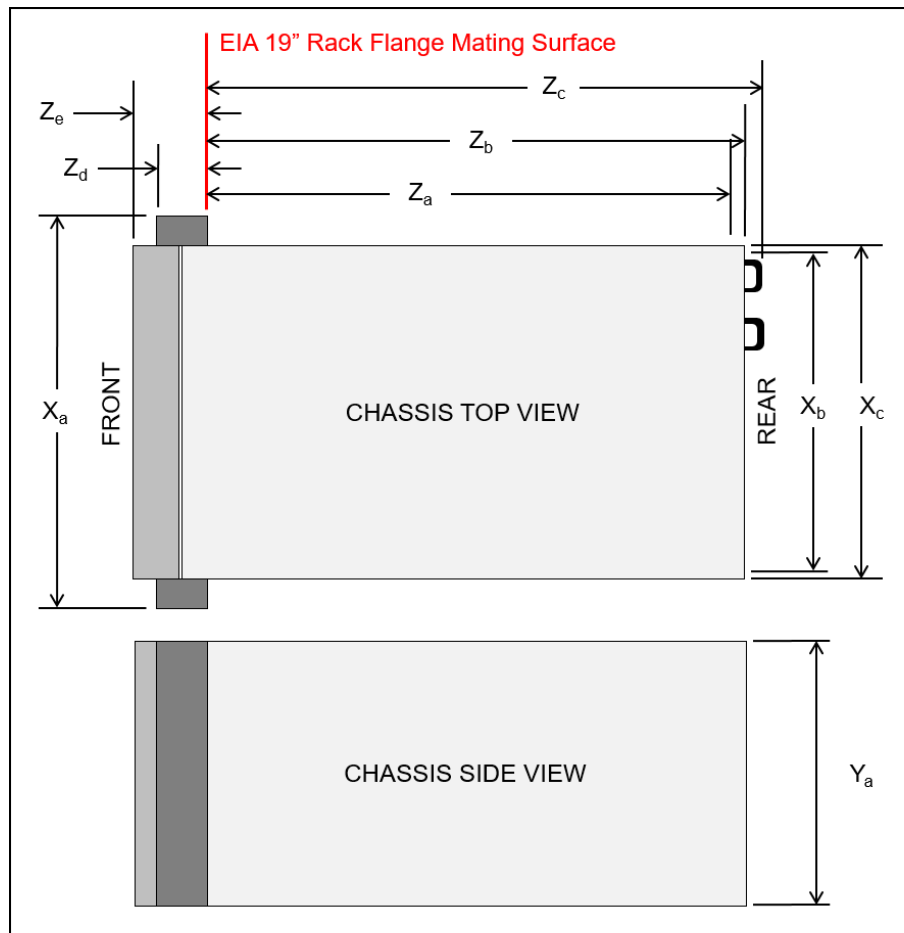 EIA 19” Rack Flange Mating Surface
Zc
Ze
Zb
Zd
Za
Xa
FRONT
CHASSIS TOP VIEW
REAR
Xb
Xc
CHASSIS SIDE VIEW
Ya